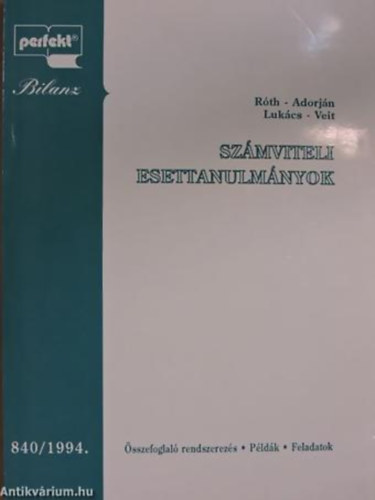 perfekt®
Bilanz
Róth - Adorján
Lukács - Veit
SZÁMVITELI
ESETTANULMÁNYOK
840/1994.
Összefoglaló rendszerezés • Példák • Feladatok
Antikvárium.hu